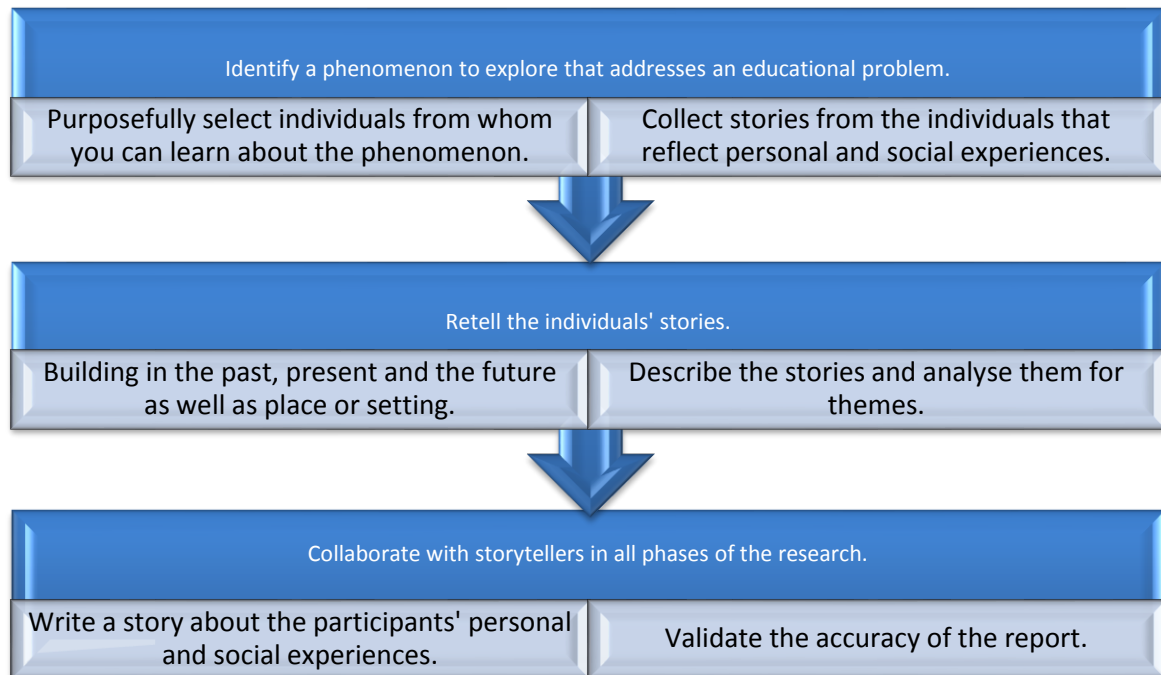 Identify a phenomenon to explore that addresses an educational problem.
Purposefully select individuals from whom
you can learn about the phenomenon.
Collect stories from the individuals that
reflect personal and social experiences.
Retell the individuals' stories.
Building in the past, present and the future
as well as place or setting.
Describe the stories and analyse them for
themes.
Collaborate with storytellers in all phases of the research.
Write a story about the participants' personal
and social experiences.
Validate the accuracy of the report.